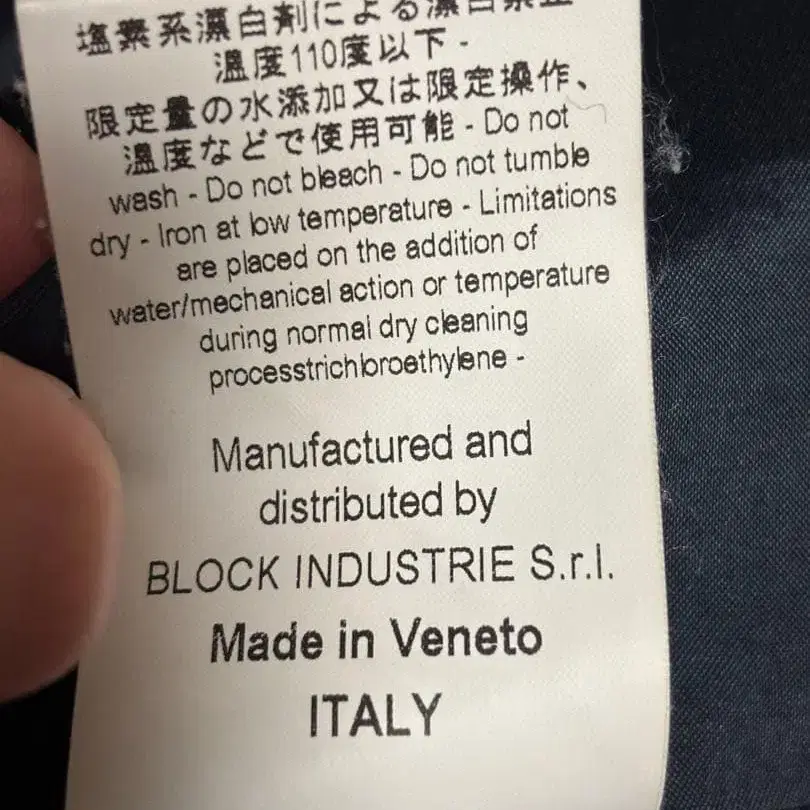 塩素系漂白剤による漂白禁止
温度110度以下 -
限定量の水添加又は限定操作、
温度などで使用可能 - Do not
wash - Do not bleach - Do not tumble
dry - Iron at low temperature - Limitations
are placed on the addition of
water/mechanical action or temperature
during normal dry cleaning
processtrichloroethylene -
Manufactured and
distributed by
BLOCK INDUSTRIE S.r.l.
Made in Veneto
ITALY